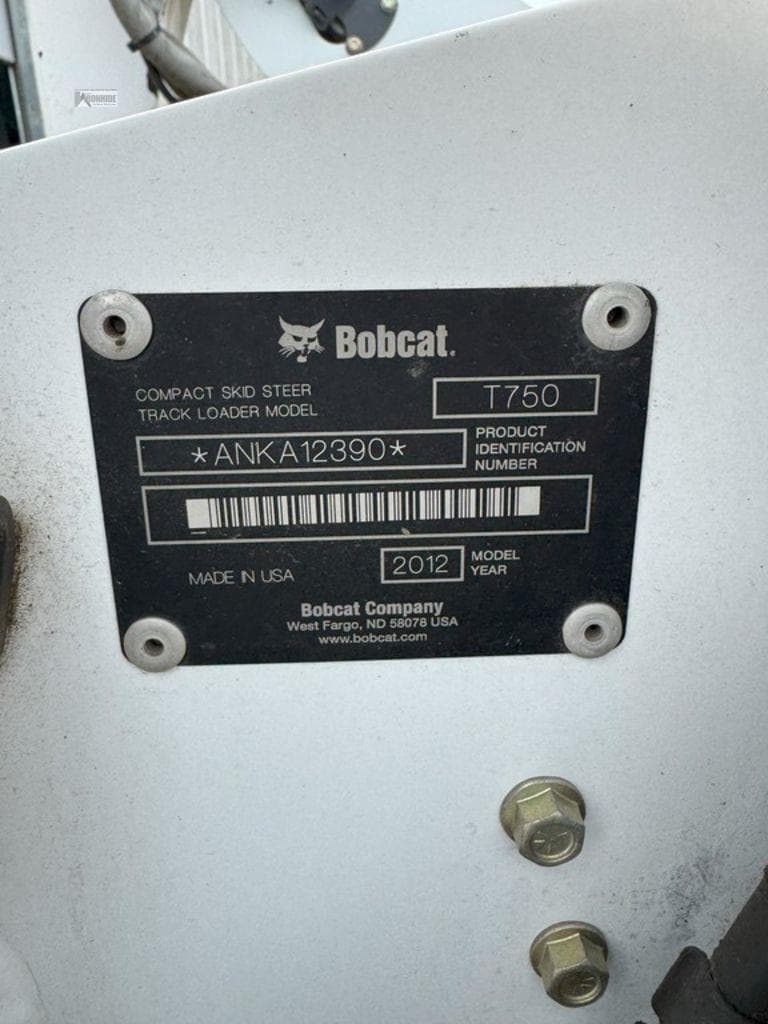 IRONHIDE
Bobcat.
COMPACT SKID STEER
TRACK LOADER MODEL
T750
*ANKA12390*
PRODUCT
IDENTIFICATION
NUMBER
MADE IN USA
2012
MODEL
YEAR
Bobcat Company
West Fargo, ND 58078 USA
www.bobcat.com